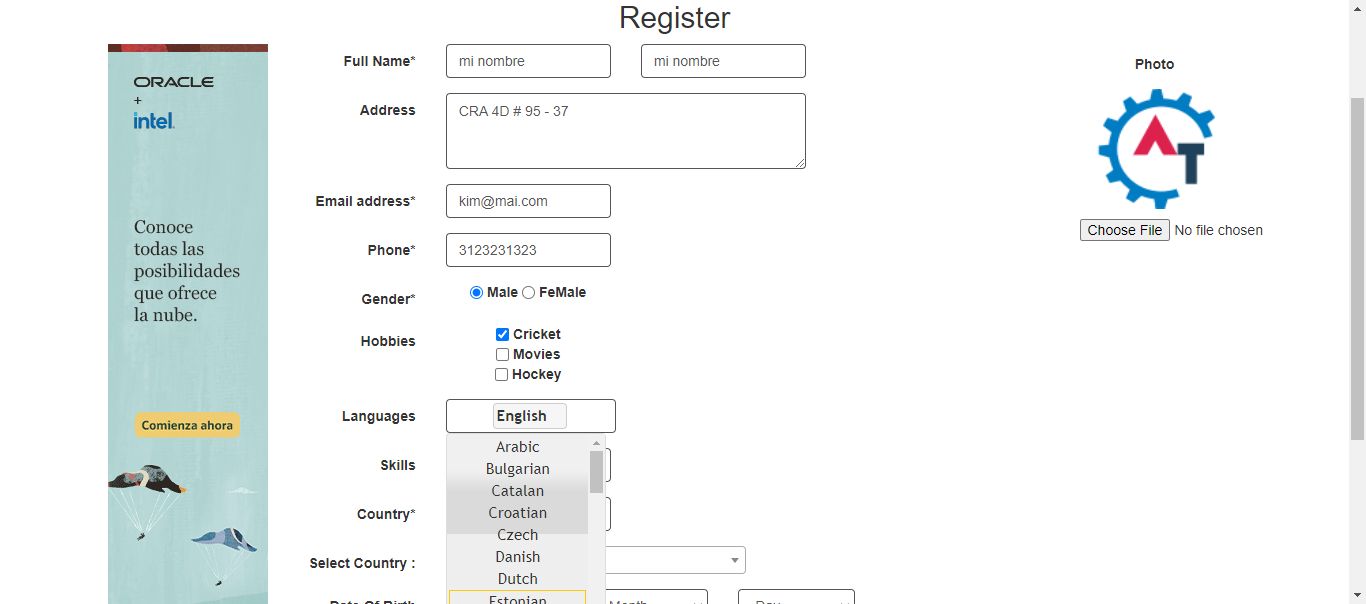 Register
ORACLE
+
intel.
Conoce
todas las
posibilidades
que ofrece
la nube.
Comienza ahora
Full Name* mi nombre mi nombre
Address CRA 4D # 95 - 37
Email address* kim@mai.com
Phone* 3123231323
Gender* Male FeMale
Hobbies Cricket
Movies
Hockey
Languages English
Arabic
Bulgarian
Catalan
Croatian
Czech
Danish
Dutch
Estonian
Skills
Country*
Select Country :
Date Of Birth Month Day
Photo
AT
Choose File No file chosen